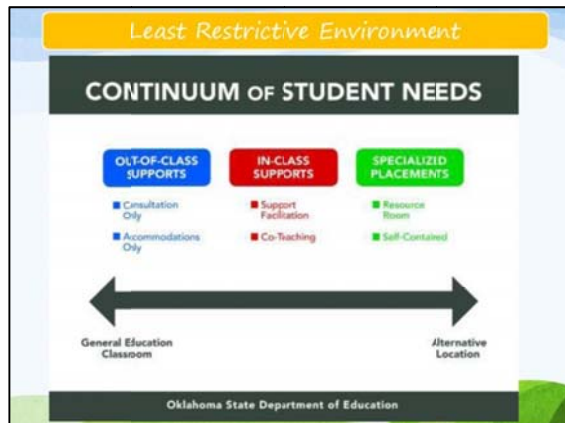 Least Restrictive Environment
CONTINUUM OF STUDENT NEEDS
OUT-OF-CLASS
SUPPORTS
Consultation
Only
Accommodations
Only
IN-CLASS
SUPPORTS
Support
Facilitation
Co-Teaching
SPECIALIZID
PLACEMENTS
Resource
Room
Self-Contained
General Education
Classroom
Alternative
Location
Oklahoma State Department of Education